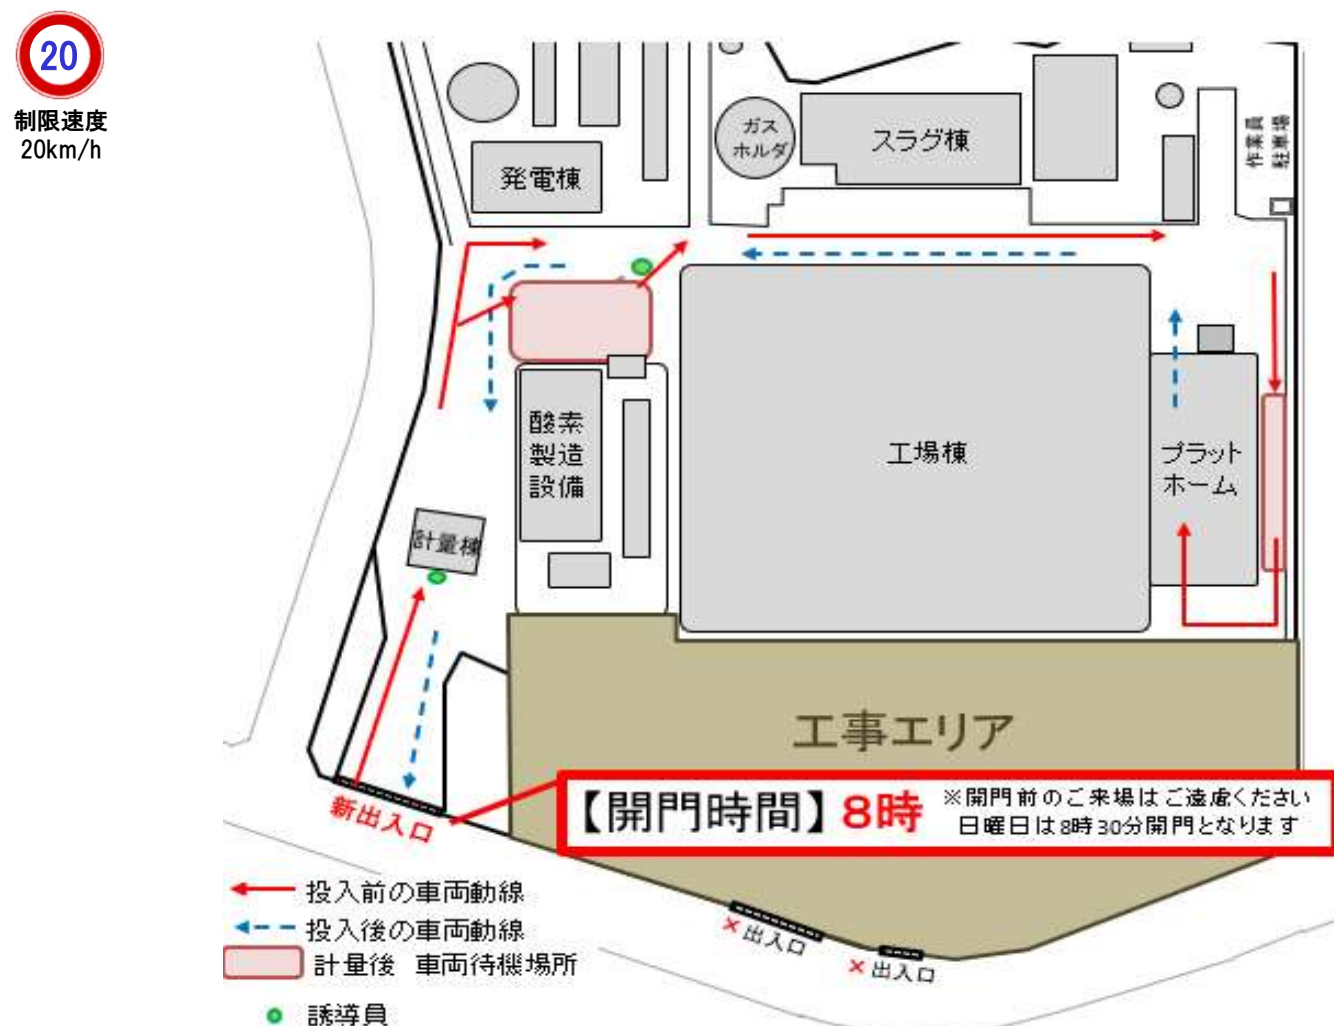 20
制限速度
20km/h
ガス
ホルダ
スラグ棟
発電棟
作業員
駐車場
酸素
製造
設備
工場棟
プラット
ホーム
計量棟
工事エリア
新出入口
【開門時間】8時
※開門前のご来場はご遠慮ください
日曜日は8時30分開門となります
×出入口
×出入口
投入前の車両動線
投入後の車両動線
計量後 車両待機場所
誘導員